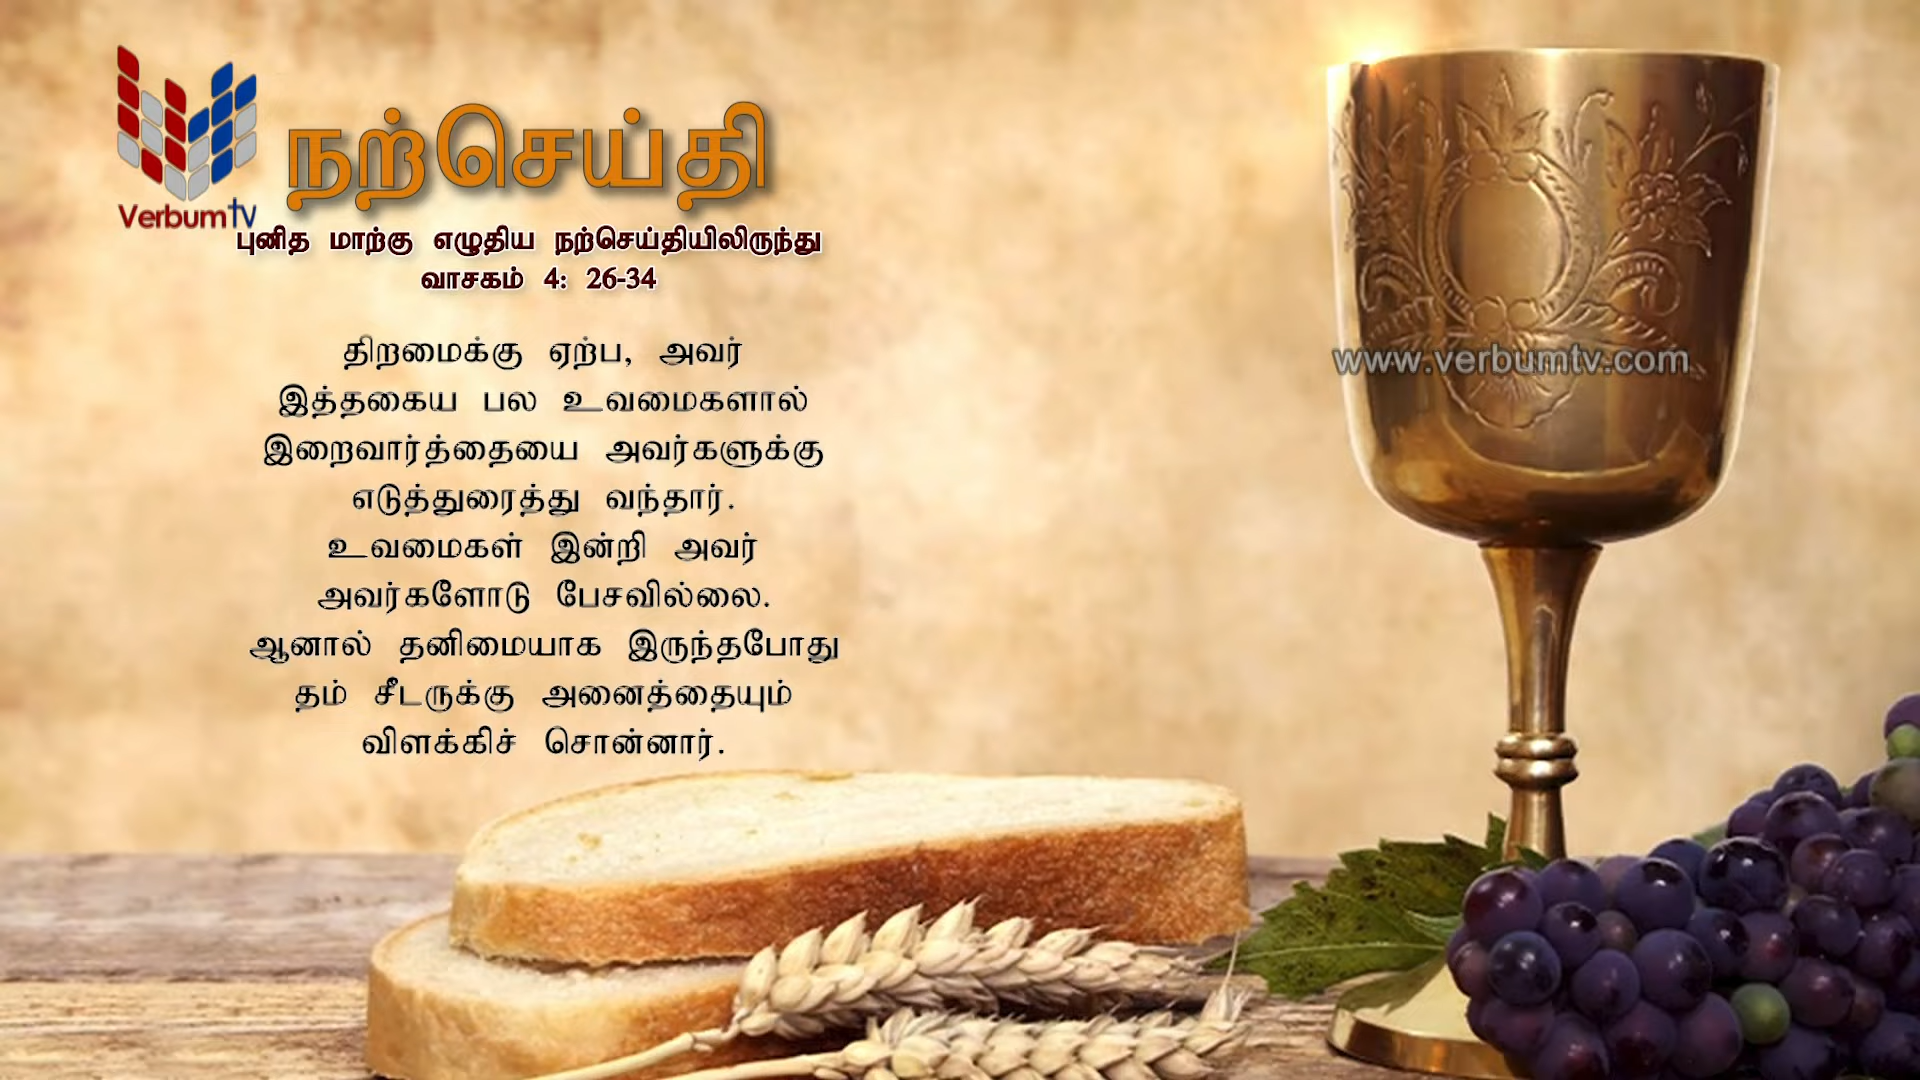 Verbum TV
நற்செய்தி
புனித மாற்கு எழுதிய நற்செய்தியிலிருந்து
வாசகம் 4: 26-34
திறமைக்கு ஏற்ப, அவர்
இத்தகைய பல உவமைகளால்
இறைவார்த்தையை அவர்களுக்கு
எடுத்துரைத்து வந்தார்.
உவமைகள் இன்றி அவர்
அவர்களோடு பேசவில்லை.
ஆனால் தனிமையாக இருந்தபோது
தம் சீடருக்கு அனைத்தையும்
விளக்கிச் சொன்னார்.
www.verbumtv.com